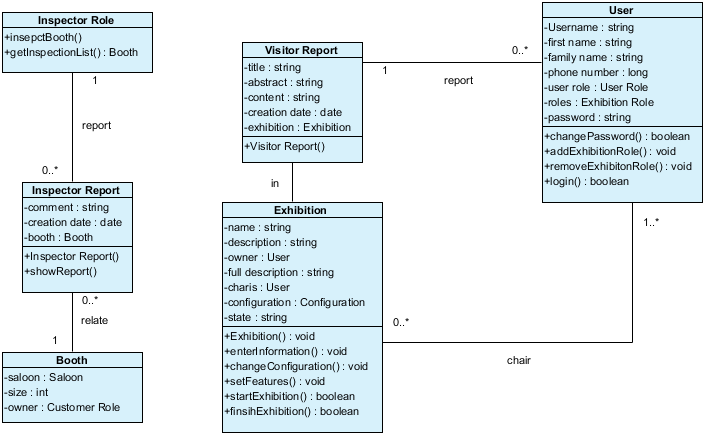 Inspector Role
+insepctBooth()
+getInspectionList() : Booth
1
report
0..*
Inspector Report
-comment : string
-creation date : date
-booth : Booth
+Inspector Report()
+showReport()
0..*
relate
1
Booth
-saloon : Saloon
-size : int
-owner : Customer Role
Visitor Report
-title : string
-abstract : string
-content : string
-creation date : date
-exhibition : Exhibition
+Visitor Report()
1
report
0..*
in
Exhibition
-name : string
-description : string
-owner : User
-full description : string
-charis : User
-configuration : Configuration
-state : string
+Exhibition() : void
+enterInformation() : void
+changeConfiguration() : void
+setFeatures() : void
+startExhibition() : boolean
+finsihExhibition() : boolean
0..*
chair
1..*
User
-Username : string
-first name : string
-family name : string
-phone number : long
-user role : User Role
-roles : Exhibition Role
-password : string
+changePassword() : boolean
+addExhibitionRole() : void
+removeExhibitonRole() : void
+login() : boolean